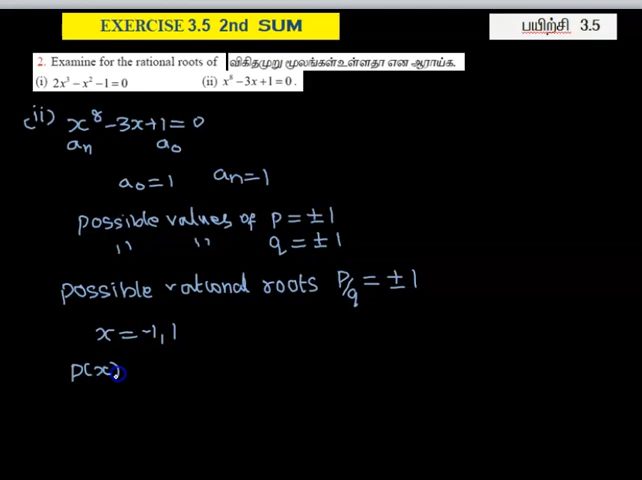 EXERCISE 3.5 2nd SUM
பயிற்சி 3.5
2. Examine for the rational roots of விகிதமுறு மூலங்கள் உள்ளதா என ஆராய்க.
(i) 2x³ − x² − 1 = 0 (ii) x⁸ − 3x + 1 = 0.
(ii) x⁸ − 3x + 1 = 0
aₙ a₀
a₀ = 1 aₙ = 1
possible values of p = ± 1
" " q = ± 1
possible rational roots p/q = ± 1
x = −1, 1
P(x)